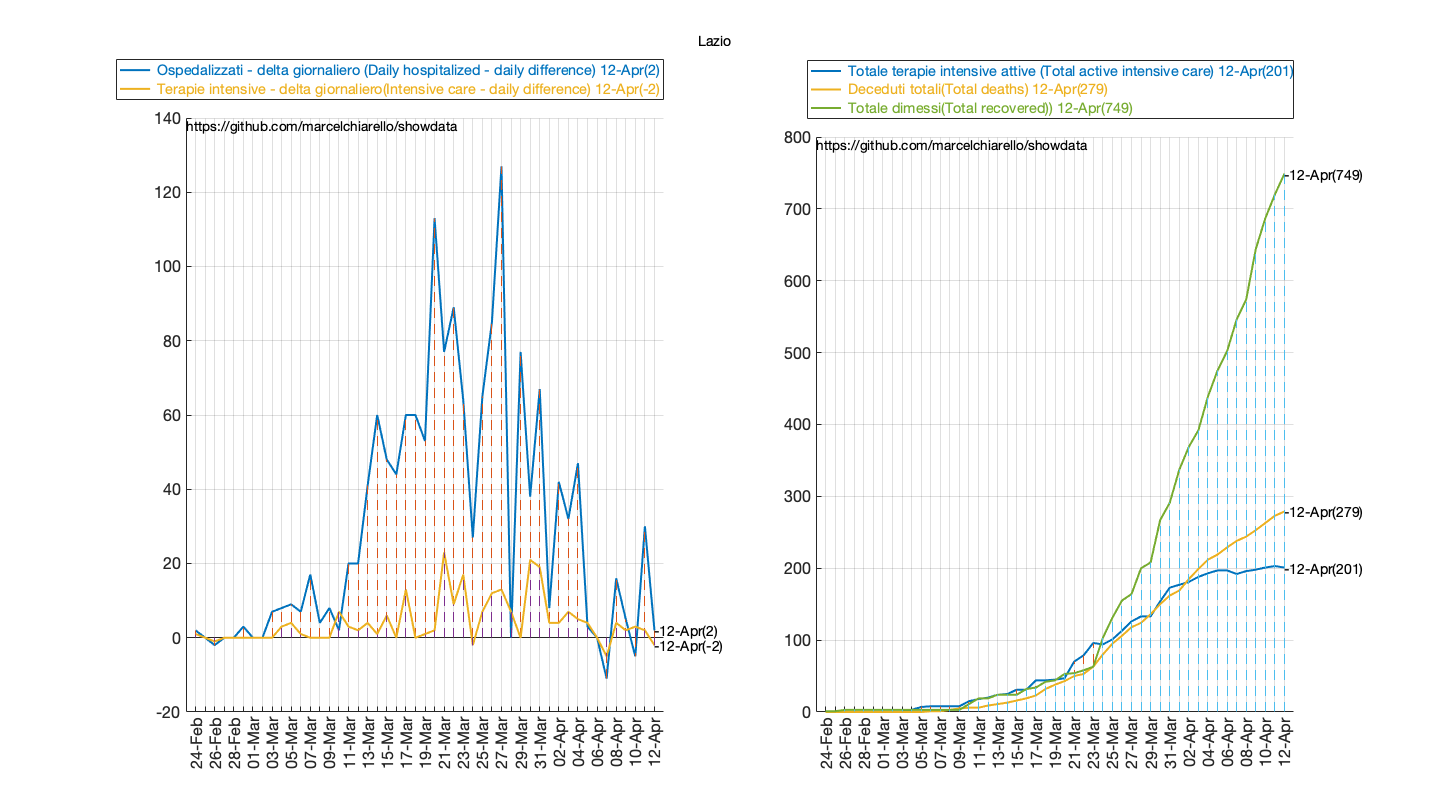 Lazio
Ospedalizzati - delta giornaliero (Daily hospitalized - daily difference) 12-Apr(2)
Terapie intensive - delta giornaliero(Intensive care - daily difference) 12-Apr(-2)
140
https://github.com/marcelchiarello/showdata
120
100
80
60
40
20
0
-20
12-Apr(2)
12-Apr(-2)
24-Feb
26-Feb
28-Feb
01-Mar
03-Mar
05-Mar
07-Mar
09-Mar
11-Mar
13-Mar
15-Mar
17-Mar
19-Mar
21-Mar
23-Mar
25-Mar
27-Mar
29-Mar
31-Mar
02-Apr
04-Apr
06-Apr
08-Apr
10-Apr
12-Apr
Totale terapie intensive attive (Total active intensive care) 12-Apr(201)
Deceduti totali(Total deaths) 12-Apr(279)
Totale dimessi(Total recovered)) 12-Apr(749)
800
https://github.com/marcelchiarello/showdata
700
600
500
400
300
200
100
0
12-Apr(749)
12-Apr(279)
12-Apr(201)
24-Feb
26-Feb
28-Feb
01-Mar
03-Mar
05-Mar
07-Mar
09-Mar
11-Mar
13-Mar
15-Mar
17-Mar
19-Mar
21-Mar
23-Mar
25-Mar
27-Mar
29-Mar
31-Mar
02-Apr
04-Apr
06-Apr
08-Apr
10-Apr
12-Apr